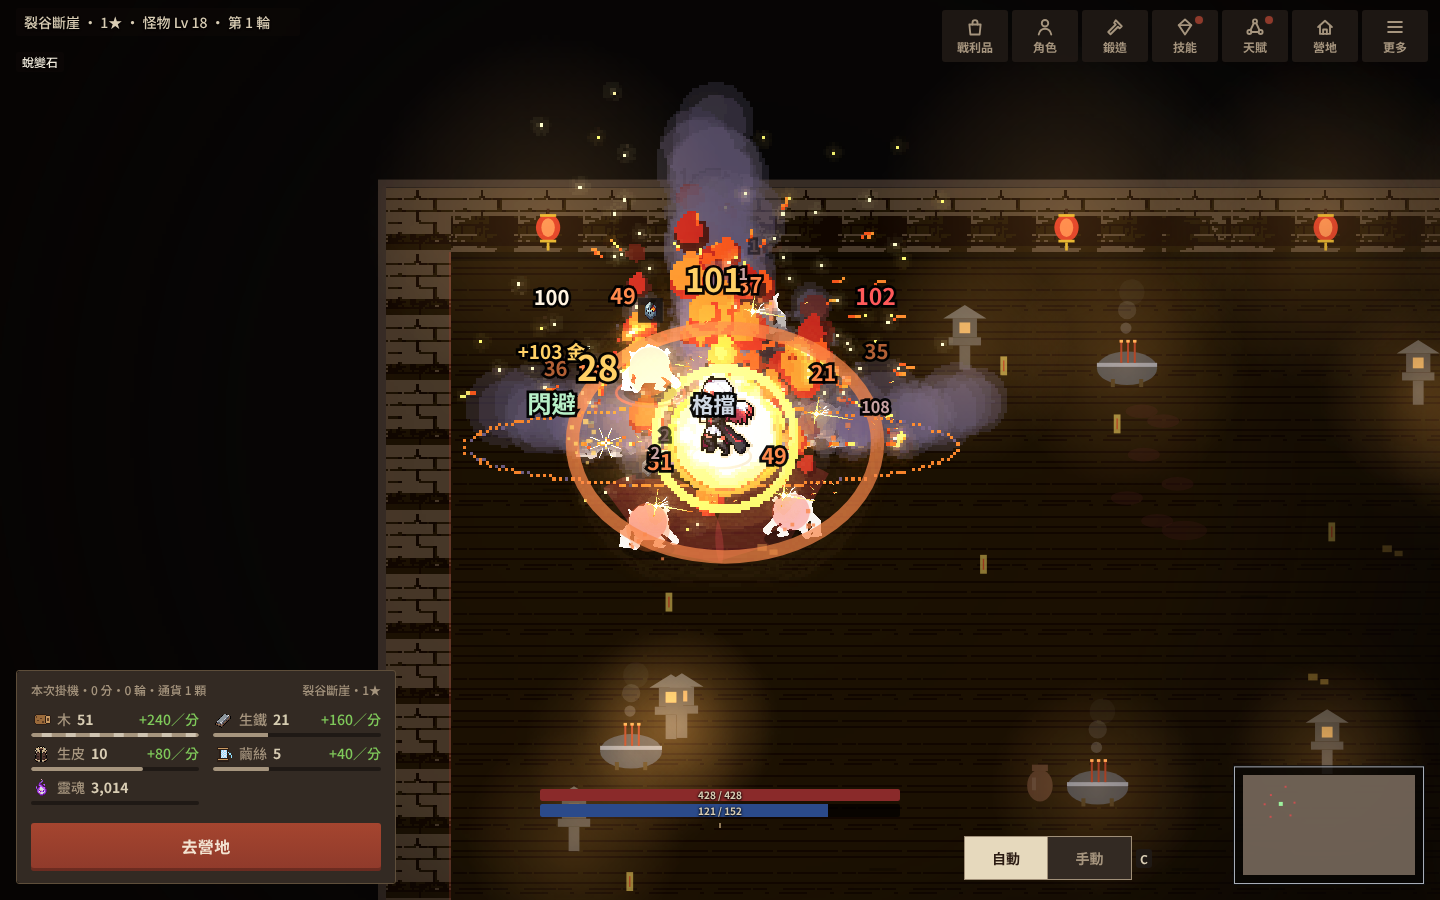 裂谷斷崖 · 1★ · 怪物 Lv 18 · 第 1 輪
蛻變石
戰利品
角色
鍛造
技能
天賦
營地
更多
101
1
37
100
49
102
+103 金
36
28
35
21
閃避
格擋
108
2
2
51
49
本次掛機・0 分・0 輪・通貨 1 顆
裂谷斷崖・1★
木 51 +240／分
生鐵 21 +160／分
生皮 10 +80／分
繭絲 5 +40／分
靈魂 3,014
去營地
428 / 428
121 / 152
自動
手動
C